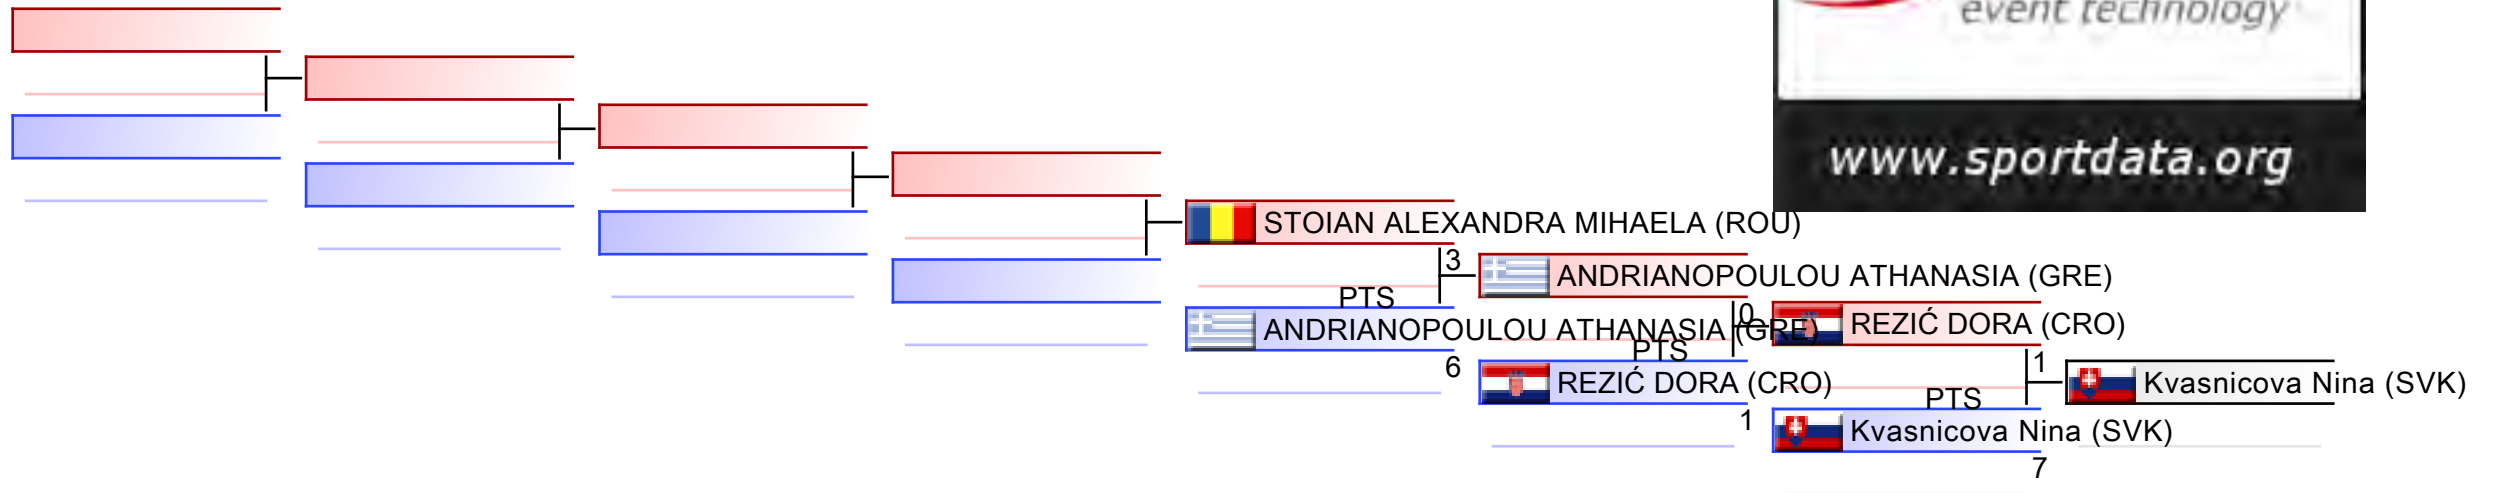 event technology
www.sportdata.org
STOIAN ALEXANDRA MIHAELA (ROU)
3
PTS
ANDRIANOPOULOU ATHANASIA (GRE)
6
ANDRIANOPOULOU ATHANASIA (GRE)
0
PTS
REZIĆ DORA (CRO)
1
REZIĆ DORA (CRO)
1
PTS
Kvasnicova Nina (SVK)
7
Kvasnicova Nina (SVK)